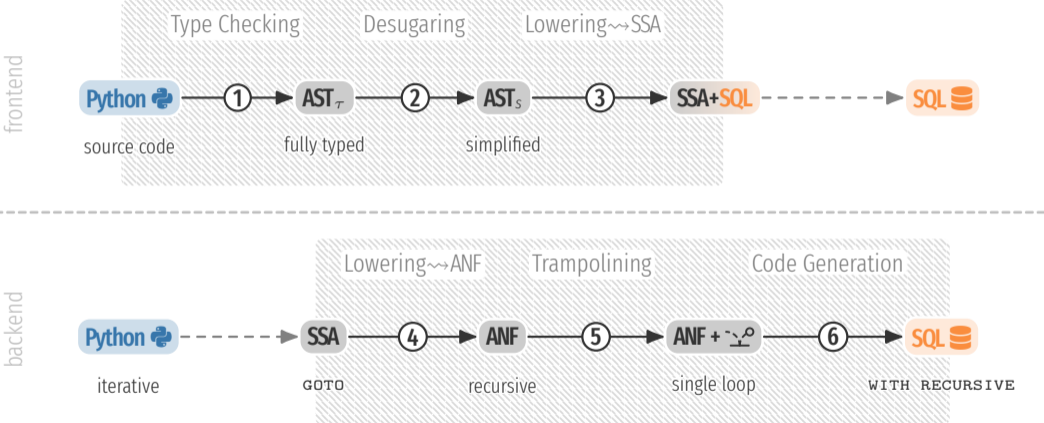 Type Checking Desugaring Lowering⇝SSA
frontend
Python 1 ASTτ 2 ASTs 3 SSA+SQL SQL
source code fully typed simplified
Lowering⇝ANF Trampolining Code Generation
backend
Python SSA 4 ANF 5 ANF + 6 SQL
iterative GOTO recursive single loop WITH RECURSIVE